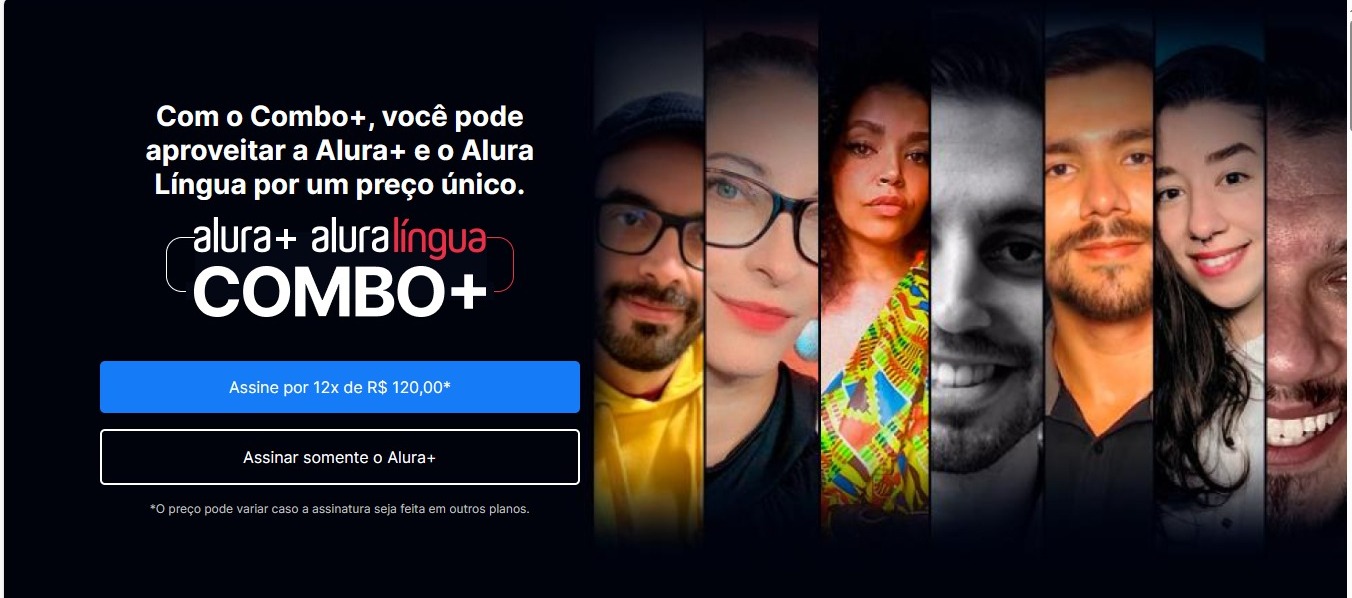 Com o Combo+, você pode
aproveitar a Alura+ e o Alura
Língua por um preço único.
alura+ aluralíngua
COMBO+
Assine por 12x de R$ 120,00*
Assinar somente o Alura+
*O preço pode variar caso a assinatura seja feita em outros planos.